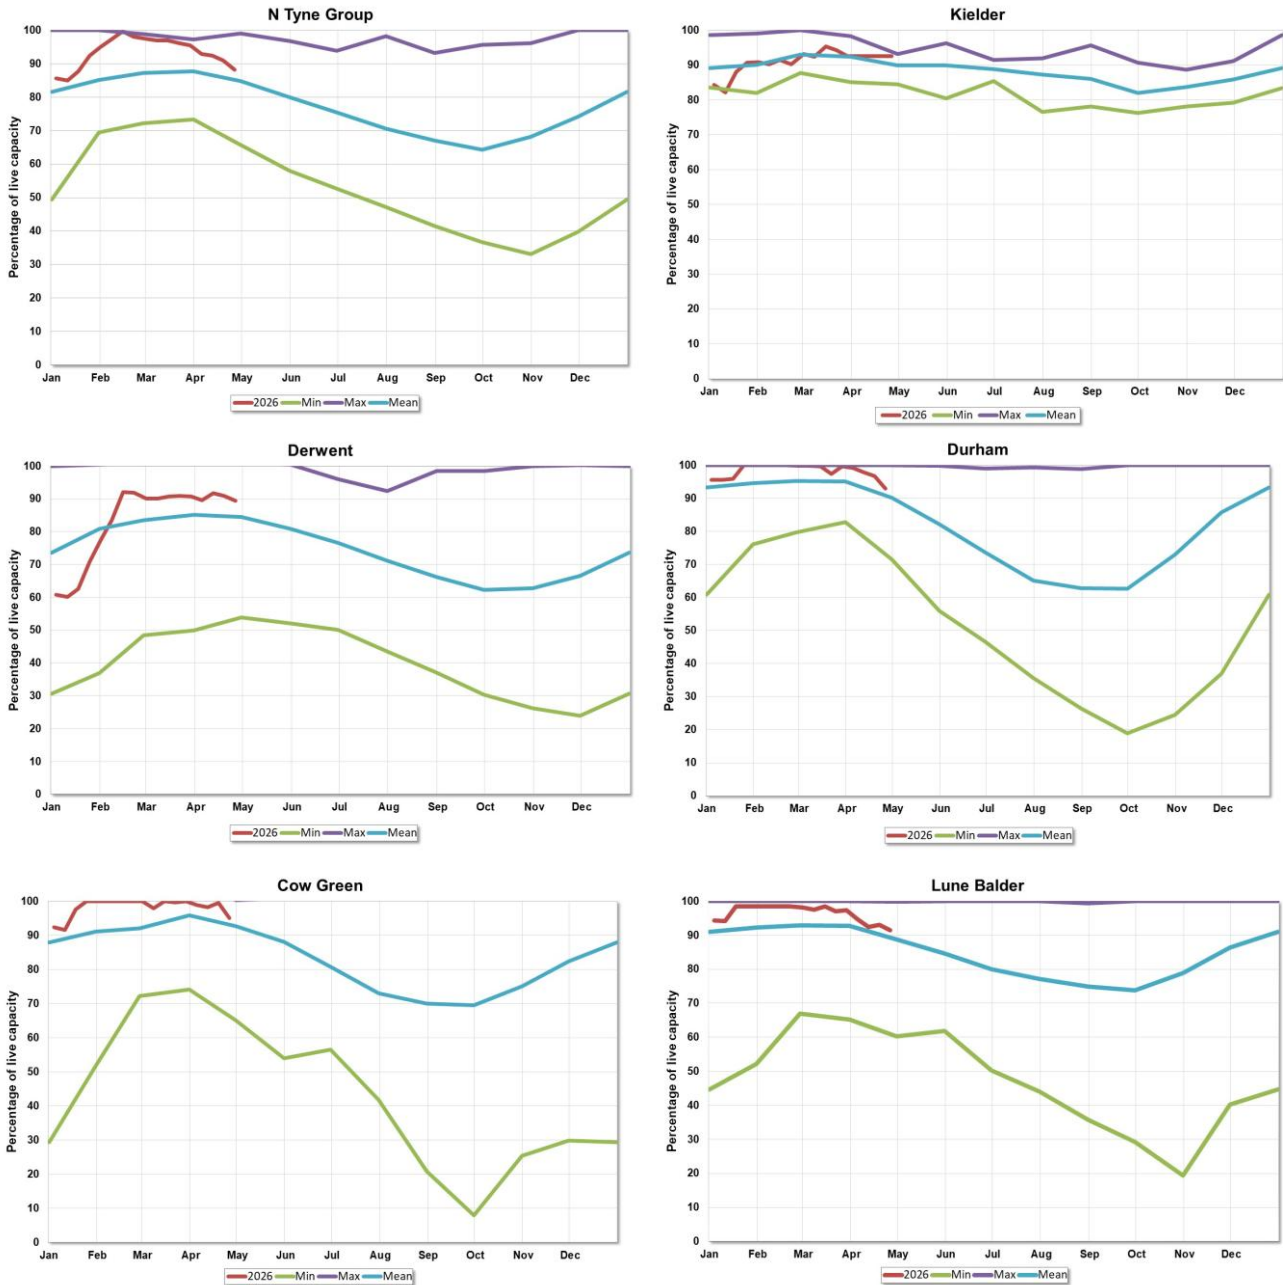 N Tyne Group
Percentage of live capacity
100
90
80
70
60
50
40
30
20
10
0
Jan Feb Mar Apr May Jun Jul Aug Sep Oct Nov Dec
2026 Min Max Mean
Kielder
Percentage of live capacity
100
90
80
70
60
50
40
30
20
10
0
Jan Feb Mar Apr May Jun Jul Aug Sep Oct Nov Dec
2026 Min Max Mean
Derwent
Percentage of live capacity
100
90
80
70
60
50
40
30
20
10
0
Jan Feb Mar Apr May Jun Jul Aug Sep Oct Nov Dec
2026 Min Max Mean
Durham
Percentage of live capacity
100
90
80
70
60
50
40
30
20
10
0
Jan Feb Mar Apr May Jun Jul Aug Sep Oct Nov Dec
2026 Min Max Mean
Cow Green
Percentage of live capacity
100
90
80
70
60
50
40
30
20
10
0
Jan Feb Mar Apr May Jun Jul Aug Sep Oct Nov Dec
2026 Min Max Mean
Lune Balder
Percentage of live capacity
100
90
80
70
60
50
40
30
20
10
0
Jan Feb Mar Apr May Jun Jul Aug Sep Oct Nov Dec
2026 Min Max Mean